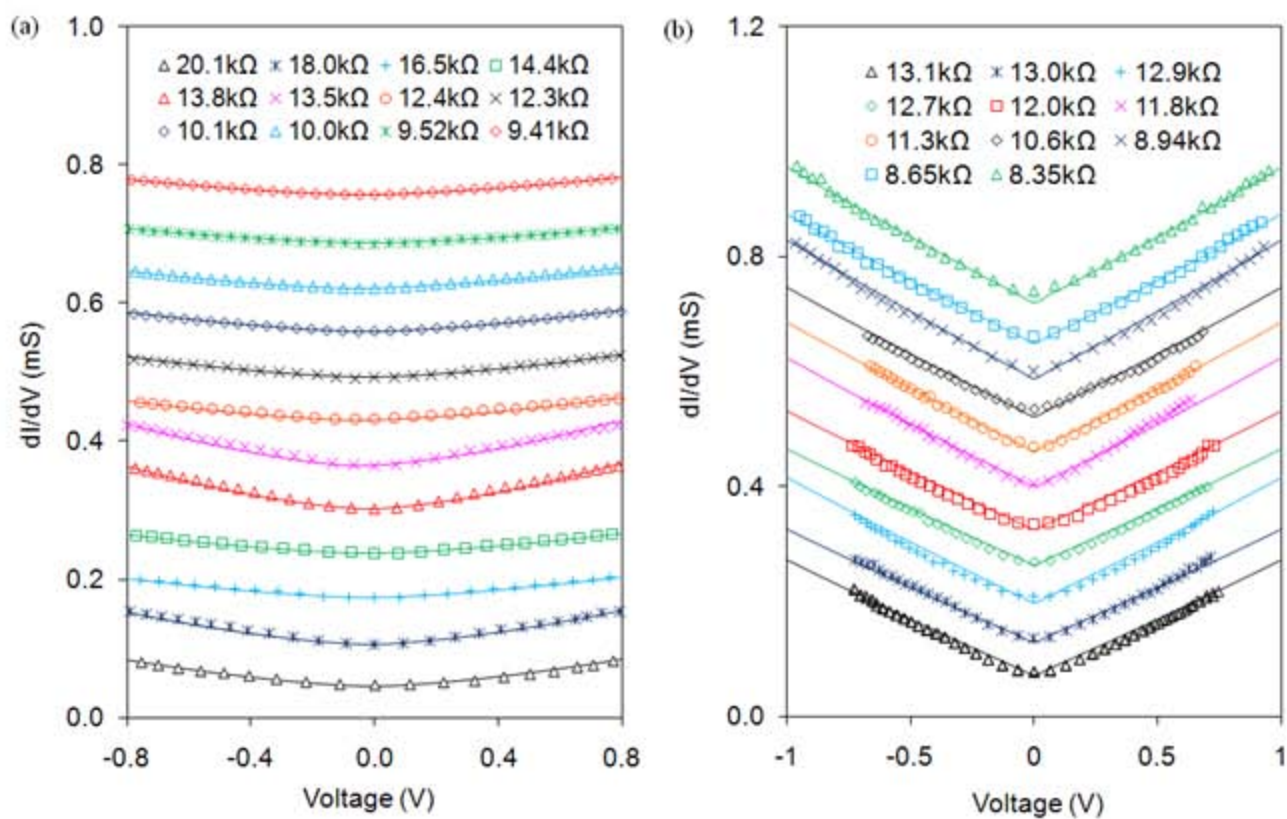 (a)
1.0
20.1kΩ 18.0kΩ 16.5kΩ 14.4kΩ
13.8kΩ 13.5kΩ 12.4kΩ 12.3kΩ
10.1kΩ 10.0kΩ 9.52kΩ 9.41kΩ
0.8
0.6
0.4
0.2
0.0
dI/dV (mS)
-0.8 -0.4 0.0 0.4 0.8
Voltage (V)
(b)
1.2
13.1kΩ 13.0kΩ 12.9kΩ
12.7kΩ 12.0kΩ 11.8kΩ
11.3kΩ 10.6kΩ 8.94kΩ
8.65kΩ 8.35kΩ
0.8
0.4
0.0
dI/dV (mS)
-1 -0.5 0 0.5 1
Voltage (V)